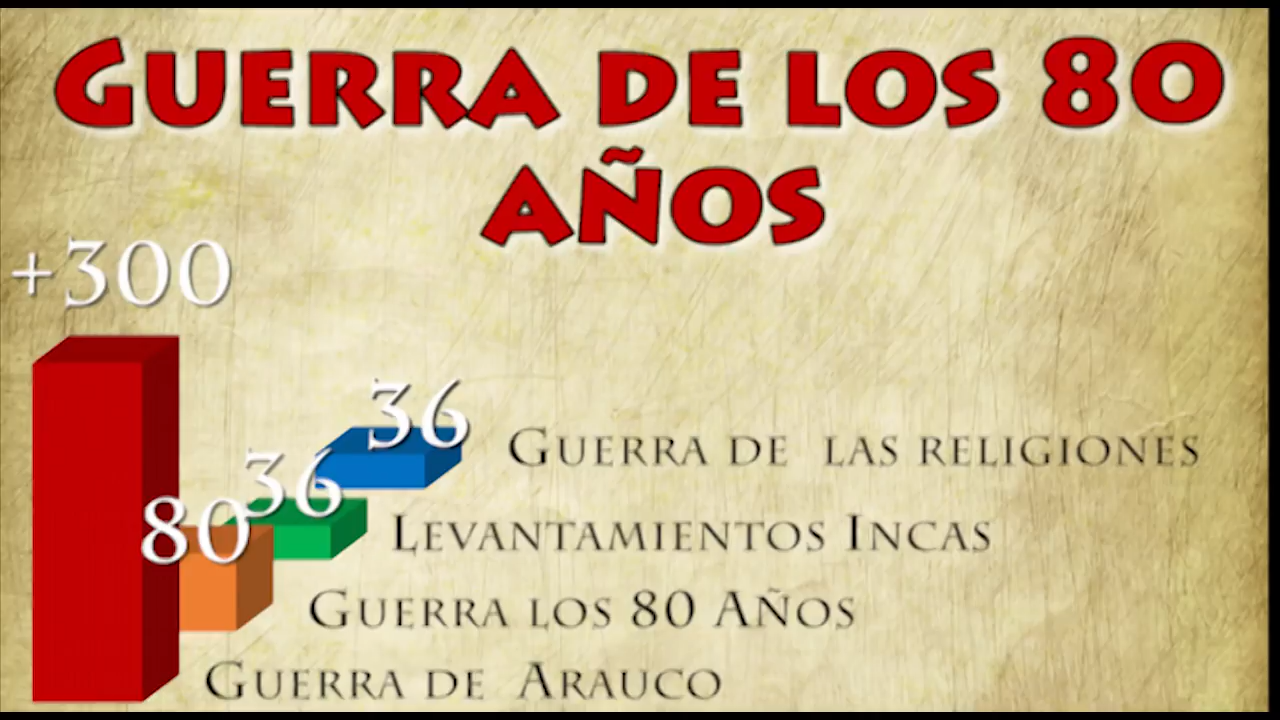 GUERRA DE LOS 80
AÑOS
+300
36
GUERRA DE LAS RELIGIONES
36
LEVANTAMIENTOS INCAS
80
GUERRA LOS 80 AÑOS
GUERRA DE ARAUCO